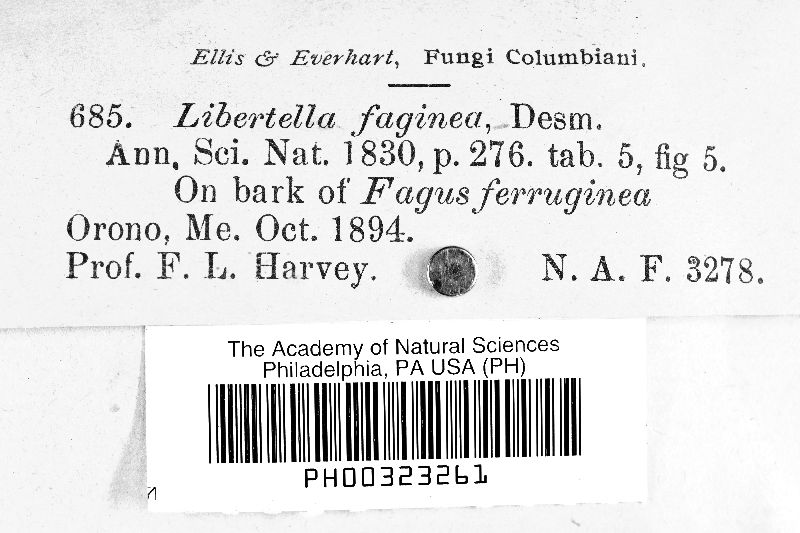 Ellis & Everhart, Fungi Columbiani.
685. Libertella faginea, Desm.
Ann, Sci. Nat. 1830, p. 276. tab. 5, fig 5.
On bark of Fagus ferruginea
Orono, Me. Oct. 1894.
Prof. F. L. Harvey. N. A. F. 3278.
The Academy of Natural Sciences
Philadelphia, PA USA (PH)
PH00323261